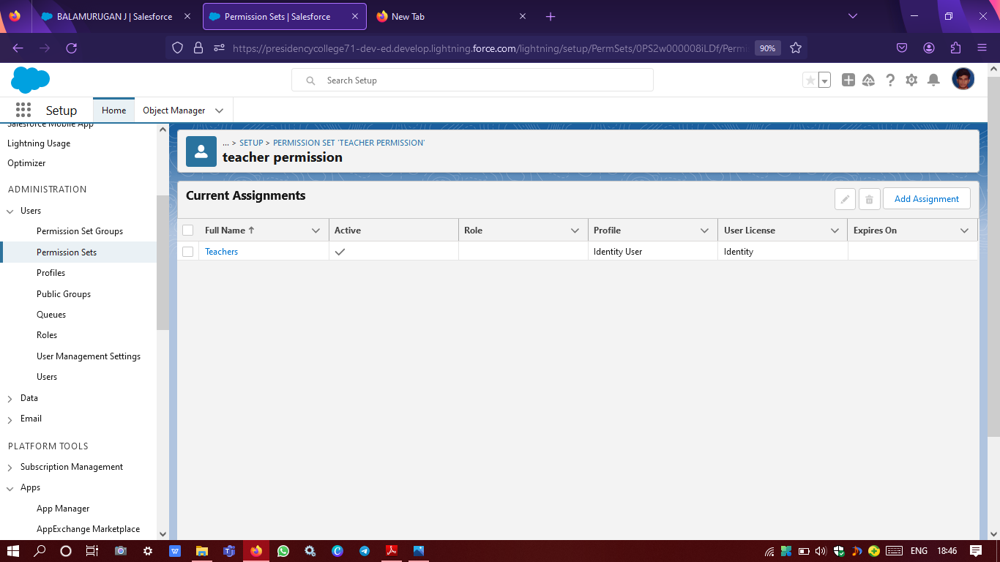 BALAMURUGAN J | Salesforce
Permission Sets | Salesforce
New Tab
https://presidencycollege71-dev-ed.develop.lightning.force.com/lightning/setup/PermSets/0PS2w000008iLDf/Permi
90%
Search Setup
Setup
Home
Object Manager
Salesforce Mobile App
Lightning Usage
Optimizer
ADMINISTRATION
Users
Permission Set Groups
Permission Sets
Profiles
Public Groups
Queues
Roles
User Management Settings
Users
Data
Email
PLATFORM TOOLS
Subscription Management
Apps
App Manager
AppExchange Marketplace
... > SETUP > PERMISSION SET 'TEACHER PERMISSION'
teacher permission
Current Assignments
Add Assignment
Full Name Active Role Profile User License Expires On
Teachers Identity User Identity
ENG 18:46